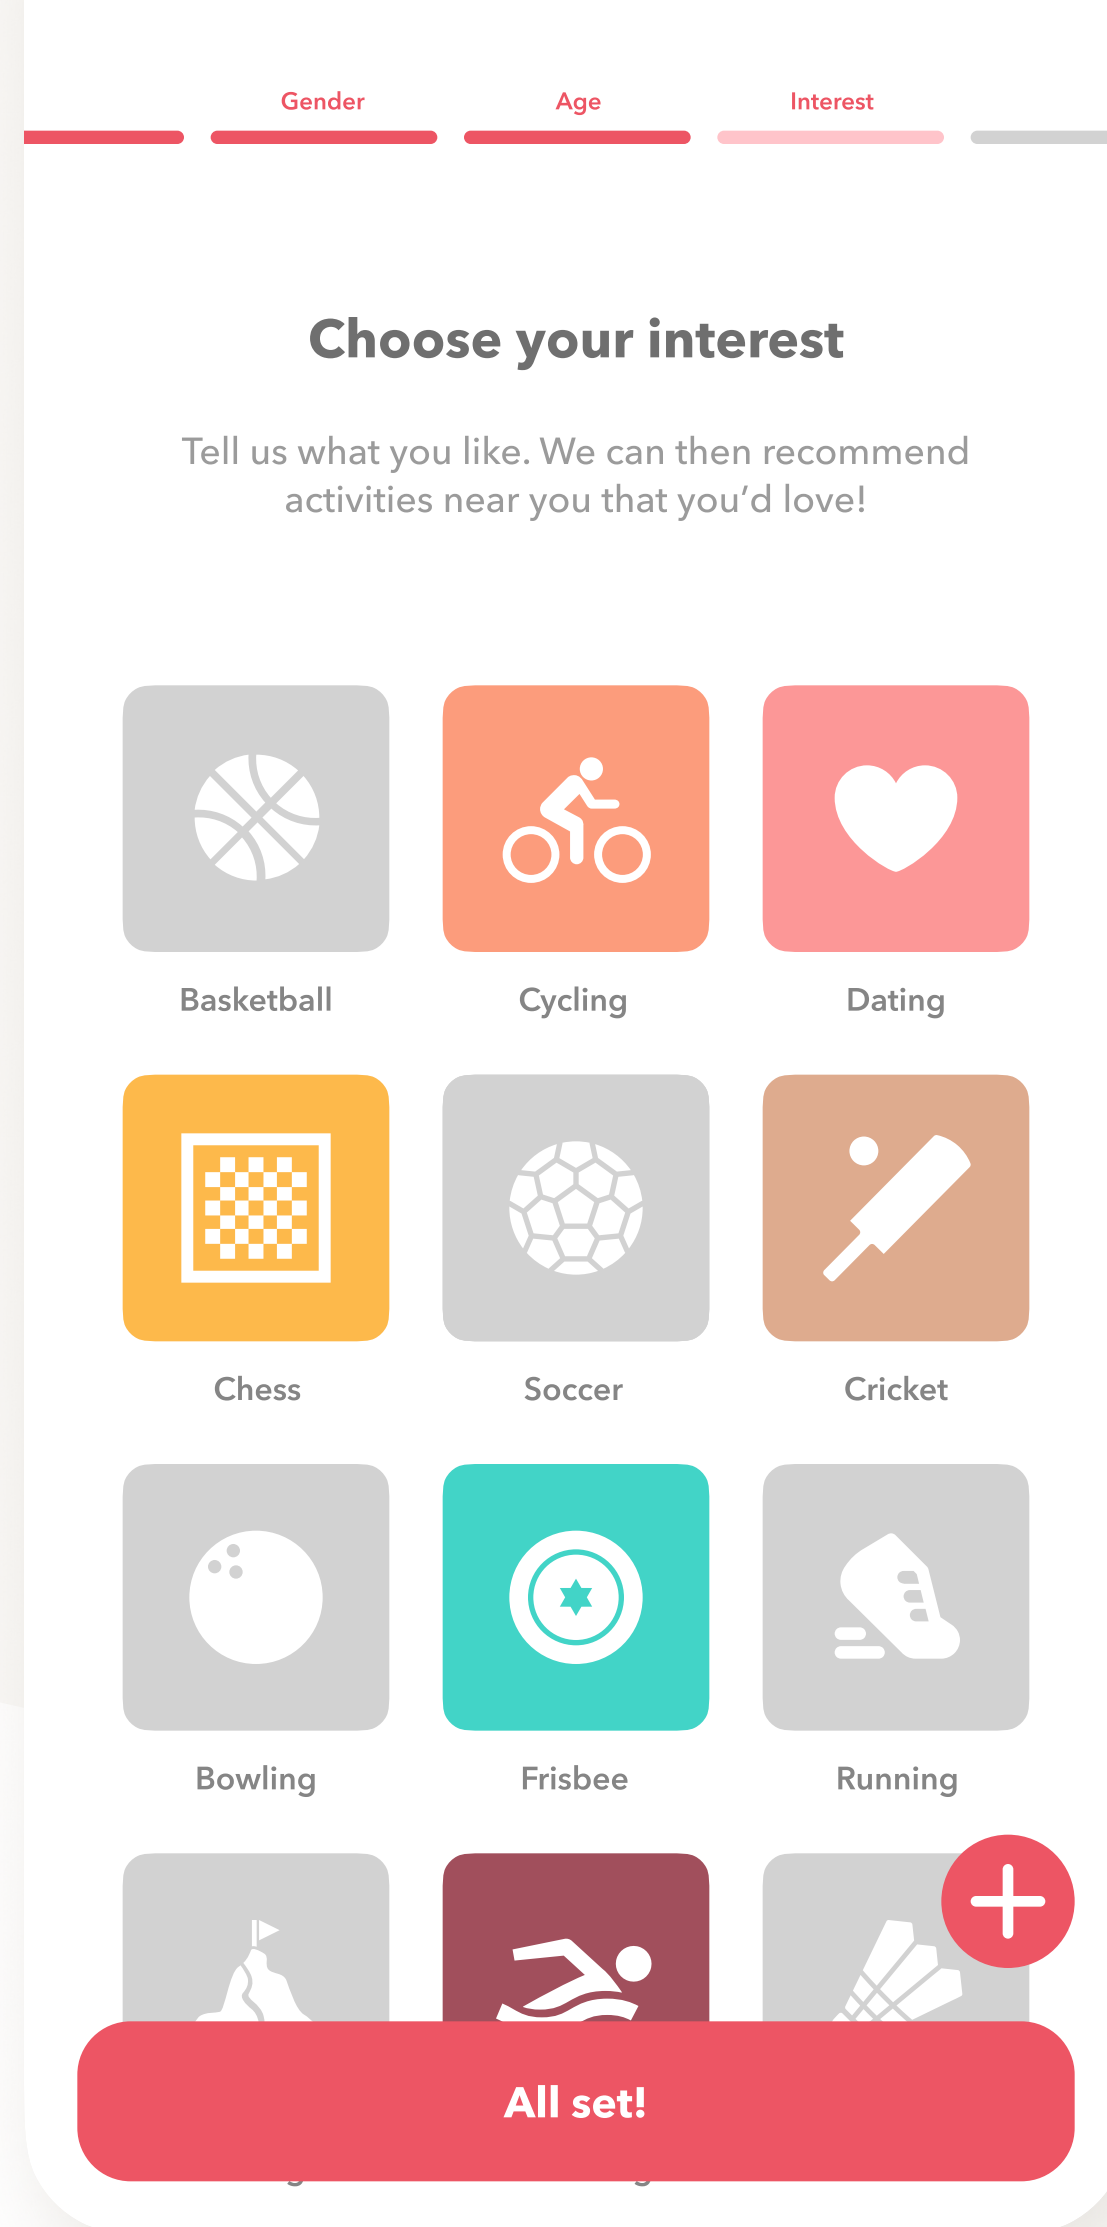 Gender
Age
Interest
Choose your interest
Tell us what you like. We can then recommend
activities near you that you’d love!
Basketball
Cycling
Dating
Chess
Soccer
Cricket
Bowling
Frisbee
Running
All set!